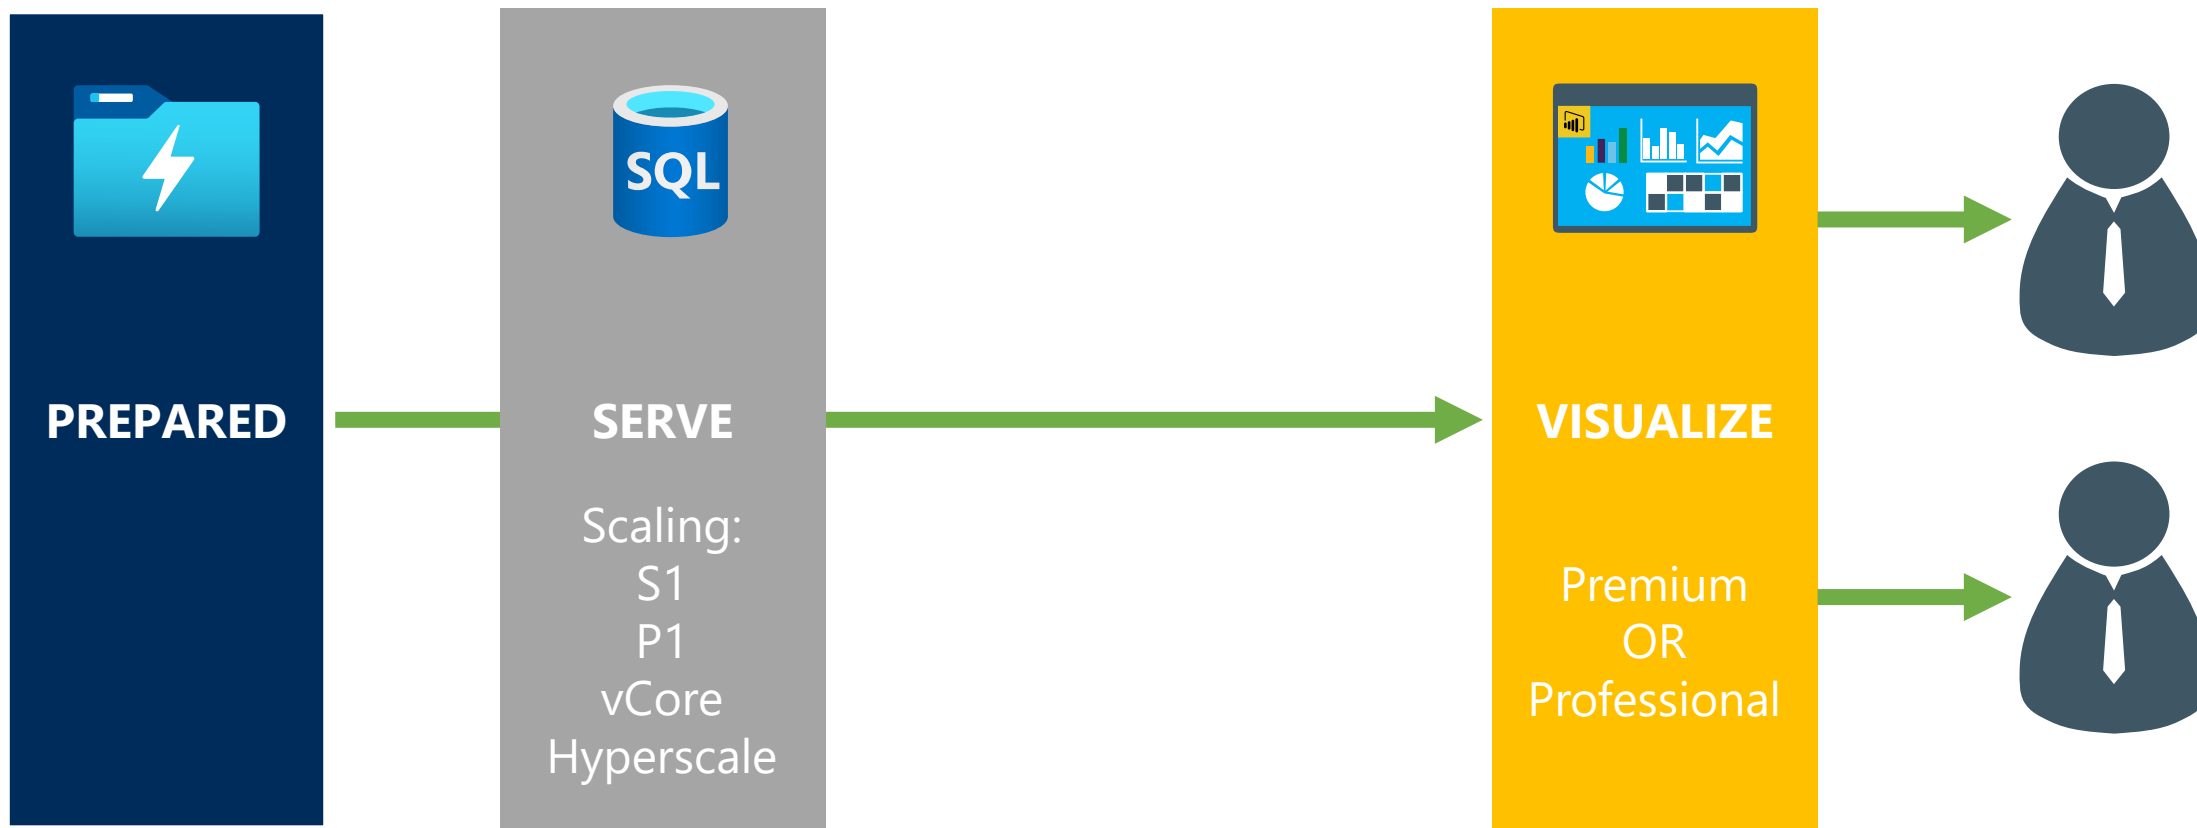 PREPARED
SQL
SERVE
Scaling:
S1
P1
vCore
Hyperscale
VISUALIZE
Premium
OR
Professional